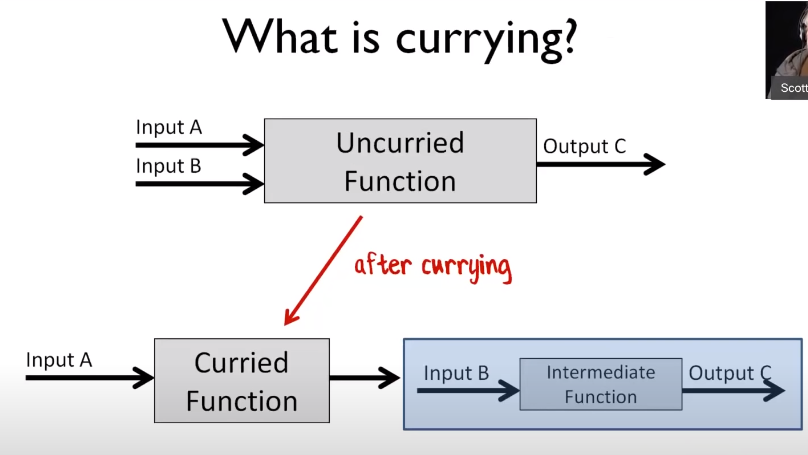 What is currying?
Scott
Input A
Input B
Uncurried
Function
Output C
after currying
Input A
Curried
Function
Input B
Intermediate
Function
Output C